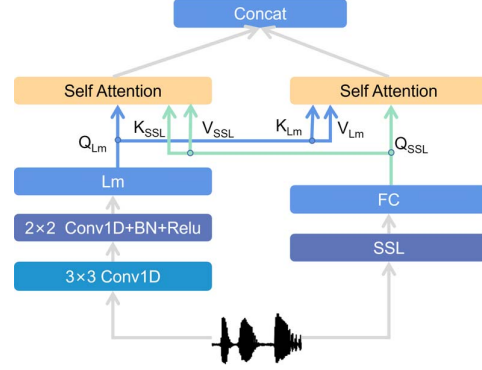 Concat
Self Attention
Self Attention
Q_Lm
K_SSL
V_SSL
K_Lm
V_Lm
Q_SSL
Lm
FC
2×2 Conv1D+BN+Relu
SSL
3×3 Conv1D